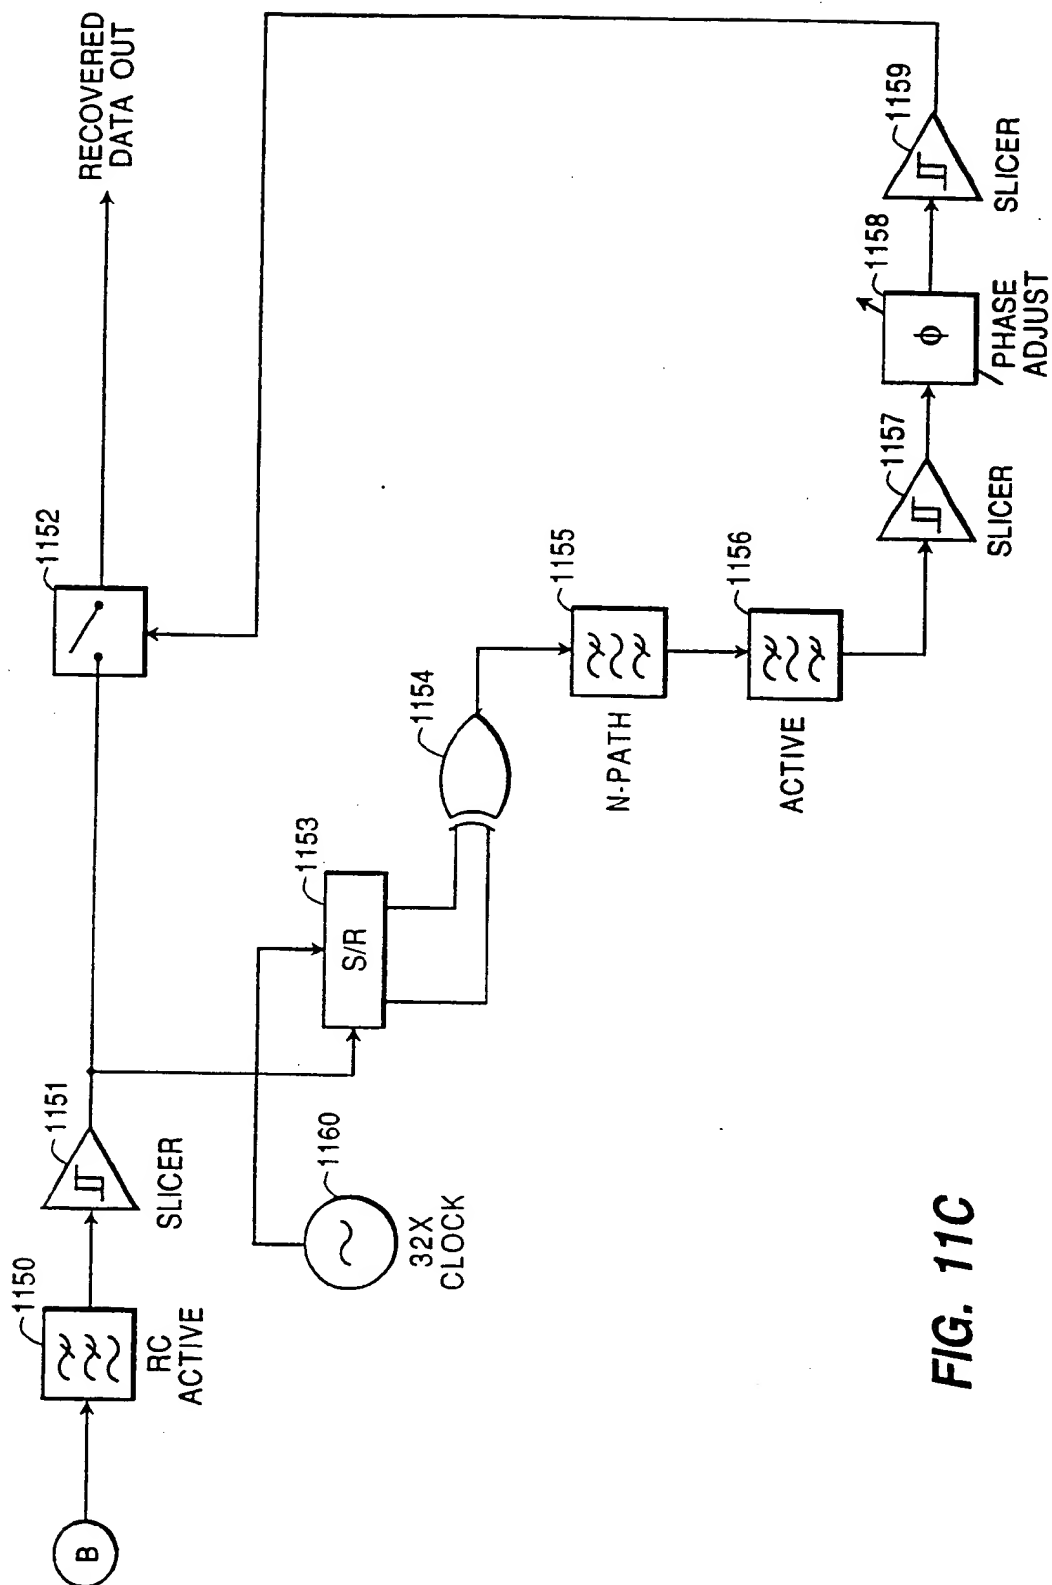 B
1150
RC
ACTIVE
1151
SLICER
1152
RECOVERED
DATA OUT
1160
32X
CLOCK
1153
S/R
1154
1155
N-PATH
1156
ACTIVE
1157
SLICER
1158
ϕ
PHASE
ADJUST
1159
SLICER
FIG. 11C